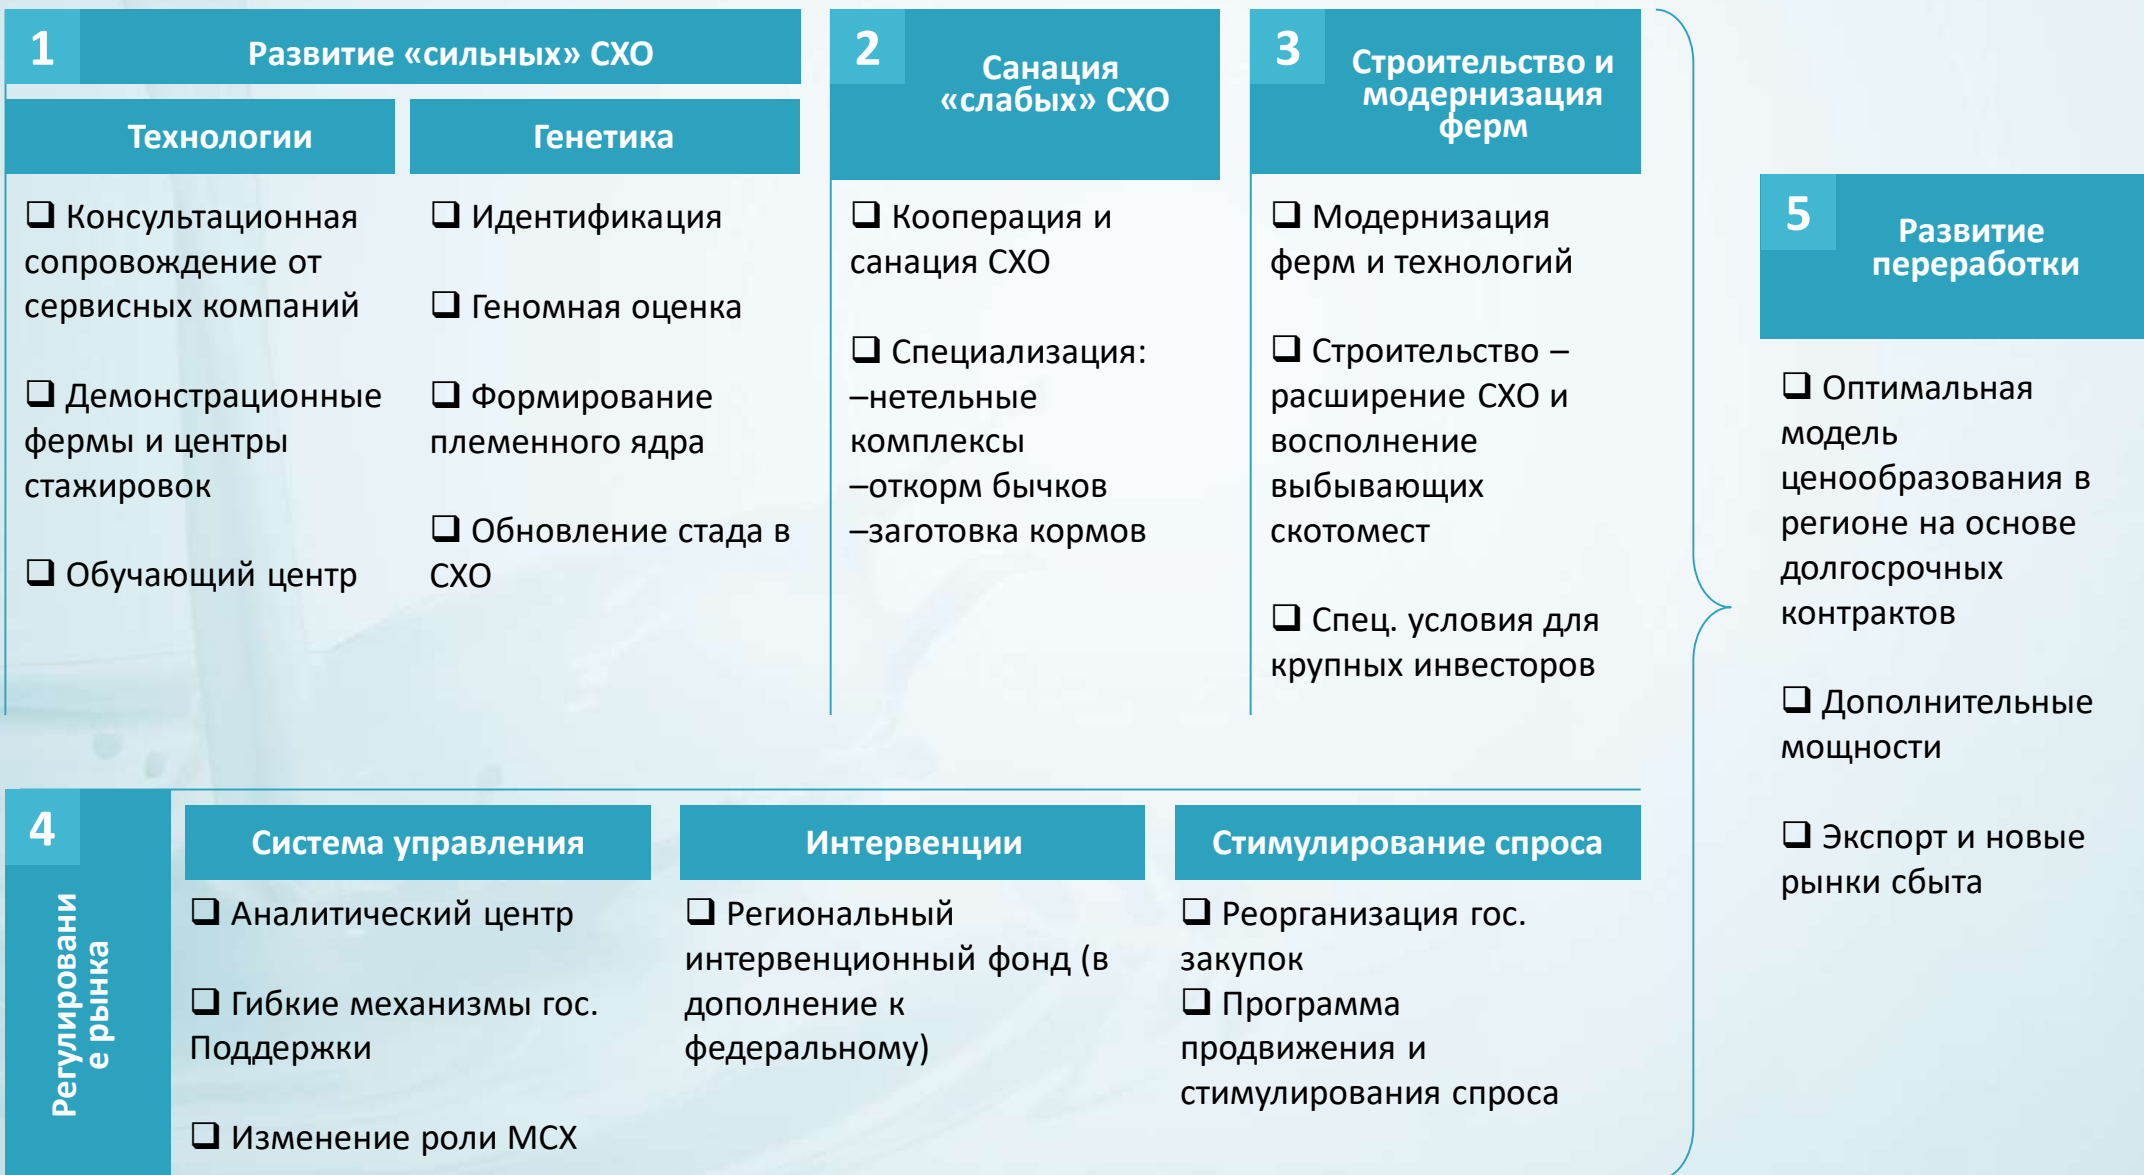 1
Развитие «сильных» СХО
Технологии
❑ Консультационная
сопровождение от
сервисных компаний
❑ Демонстрационные
фермы и центры
стажировок
❑ Обучающий центр
Генетика
❑ Идентификация
❑ Геномная оценка
❑ Формирование
племенного ядра
❑ Обновление стада в
СХО
2
Санация
«слабых» СХО
❑ Кооперация и
санация СХО
❑ Специализация:
–нетельные
комплексы
–откорм бычков
–заготовка кормов
3
Строительство и
модернизация
ферм
❑ Модернизация
ферм и технологий
❑ Строительство –
расширение СХО и
восполнение
выбывающих
скотомест
❑ Спец. условия для
крупных инвесторов
4
Регулировани
е рынка
Система управления
❑ Аналитический центр
❑ Гибкие механизмы гос.
Поддержки
❑ Изменение роли МСХ
Интервенции
❑ Региональный
интервенционный фонд (в
дополнение к
федеральному)
Стимулирование спроса
❑ Реорганизация гос.
закупок
❑ Программа
продвижения и
стимулирования спроса
5
Развитие
переработки
❑ Оптимальная
модель
ценообразования в
регионе на основе
долгосрочных
контрактов
❑ Дополнительные
мощности
❑ Экспорт и новые
рынки сбыта